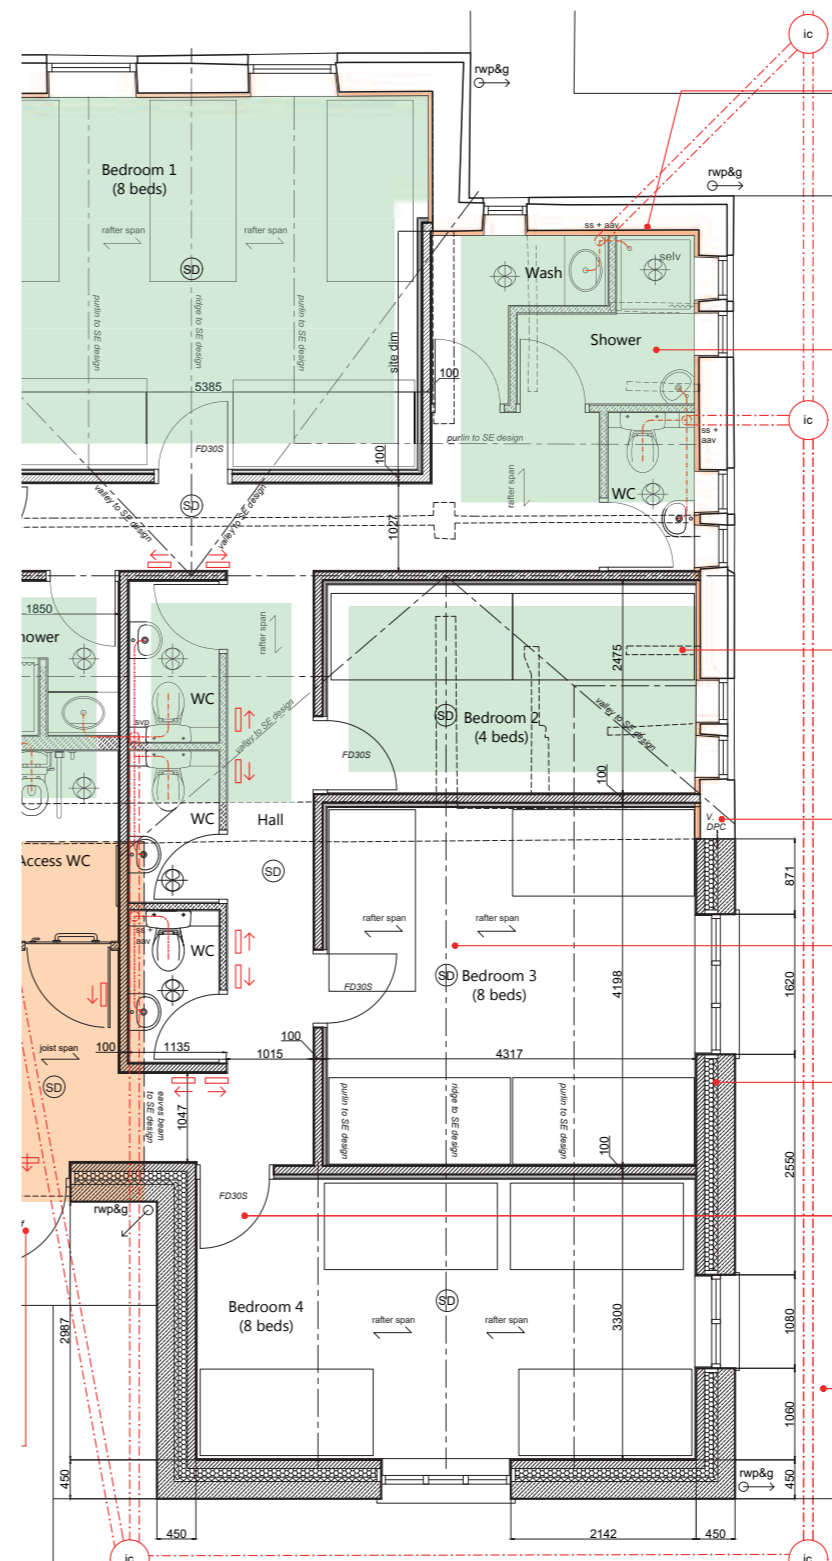 ic
rwp&g
rwp&g
Bedroom 1
(8 beds)
rafter span
rafter span
SD
purlin to SE design
ridge to SE design
purlin to SE design
ss + aav
selv
Wash
Shower
site dim
5385
100
FD30S
100
purlin to SE design
ss +
aav
ic
rafter span
WC
SD
valley to SE design
valley to SE design
1027
1850
hower
WC
rafter span
svp
valley to SE design
2475
SD
Bedroom 2
(4 beds)
valley to SE design
FD30S
100
WC
Hall
SD
V.
DPC
Access WC
871
rafter span
rafter span
ss +
aav
WC
SD
Bedroom 3
(8 beds)
FD30S
4198
1620
joist span
100
1135
1015
100
4317
SD
eaves beam
to SE design
1047
purlin to SE design
ridge to SE design
purlin to SE design
100
2550
FD30S
rwp&g
f
Bedroom 4
(8 beds)
SD
rafter span
rafter span
3300
2987
1080
1060
450
rwp&g
450
450
2142
450
ic
ic